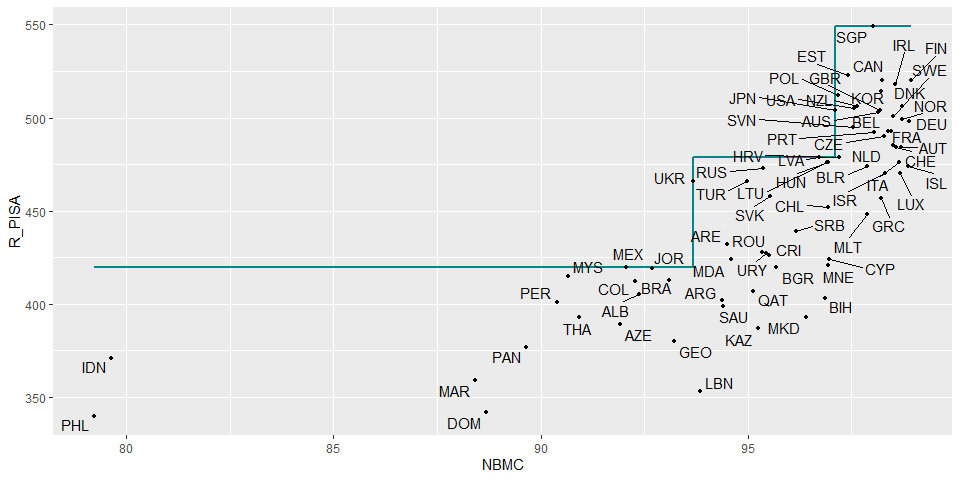 550
SGP
IRL
FIN
EST
CAN
SWE
POL
GBR
JPN
USA
NZL
KOR
DNK
NOR
500
SVN
AUS
BEL
DEU
PRT
CZE
FRA
AUT
HRV
LVA
NLD
CHE
UKR
RUS
HUN
BLR
ITA
ISL
TUR
LTU
ISR
LUX
450
SVK
CHL
GRC
R_PISA
ARE
ROU
SRB
MEX
JOR
CRI
MLT
MYS
MDA
URY
BGR
MNE
CYP
400
PER
COL
BRA
ARG
QAT
BIH
ALB
SAU
THA
AZE
KAZ
MKD
IDN
PAN
GEO
350
MAR
LBN
PHL
DOM
80
85
90
95
NBMC